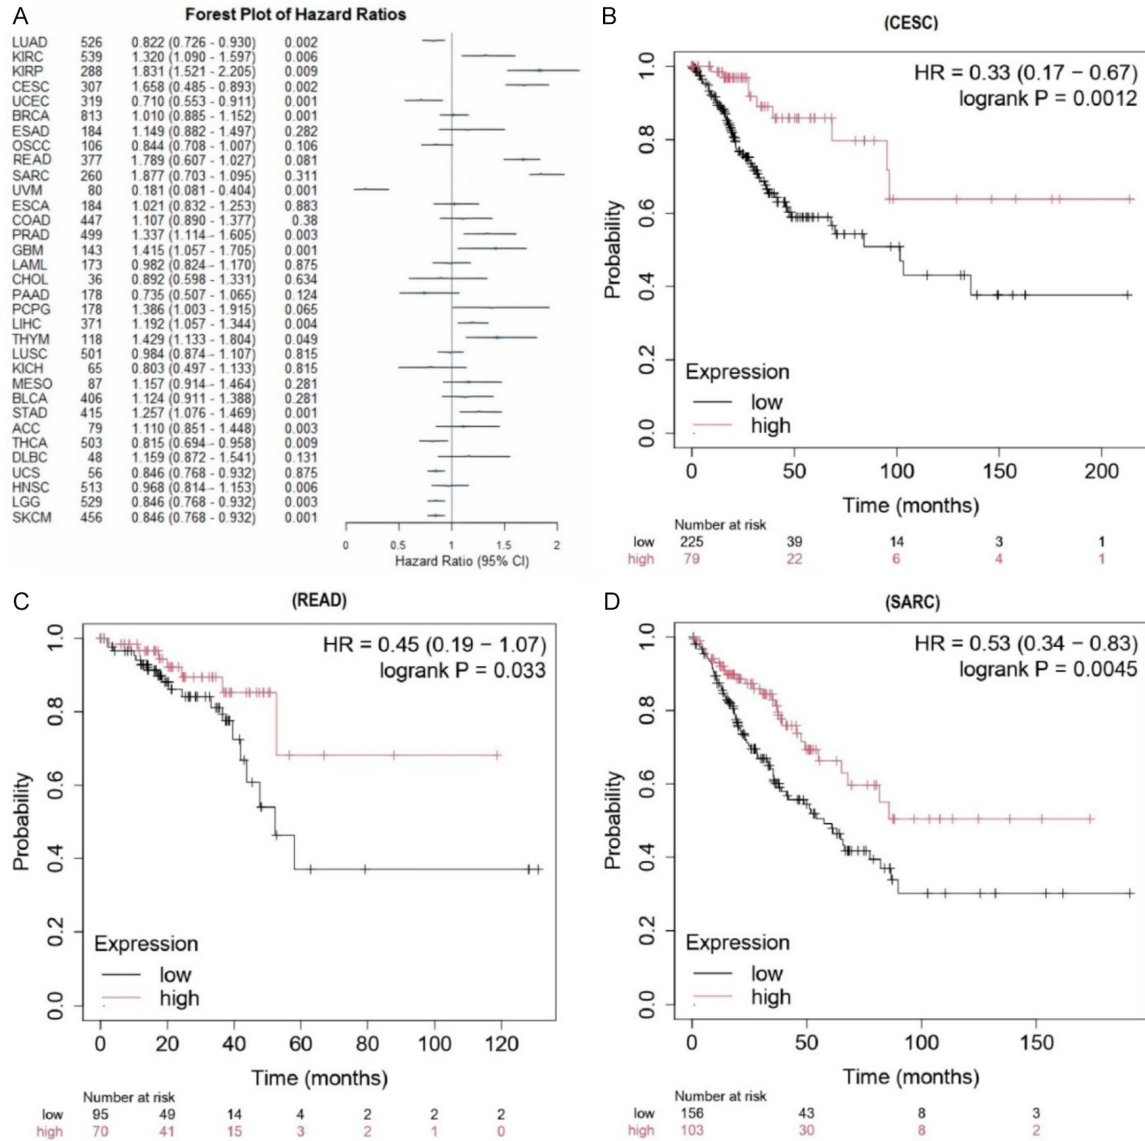 A
Forest Plot of Hazard Ratios
LUAD 526 0.822 (0.726 - 0.930) 0.002
KIRC 539 1.320 (1.090 - 1.597) 0.006
KIRP 288 1.831 (1.521 - 2.205) 0.009
CESC 307 1.658 (0.485 - 0.893) 0.002
UCEC 319 0.710 (0.553 - 0.911) 0.001
BRCA 813 1.010 (0.885 - 1.152) 0.001
ESAD 184 1.149 (0.882 - 1.497) 0.282
OSCC 106 0.844 (0.708 - 1.007) 0.106
READ 377 1.789 (0.607 - 1.027) 0.081
SARC 260 1.877 (0.703 - 1.095) 0.311
UVM 80 0.181 (0.081 - 0.404) 0.001
ESCA 184 1.021 (0.832 - 1.253) 0.883
COAD 447 1.107 (0.890 - 1.377) 0.38
PRAD 499 1.337 (1.114 - 1.605) 0.003
GBM 143 1.415 (1.057 - 1.705) 0.001
LAML 173 0.982 (0.824 - 1.170) 0.875
CHOL 36 0.892 (0.598 - 1.331) 0.634
PAAD 178 0.735 (0.507 - 1.065) 0.124
PCPG 178 1.386 (1.003 - 1.915) 0.065
LIHC 371 1.192 (1.057 - 1.344) 0.004
THYM 118 1.429 (1.133 - 1.804) 0.049
LUSC 501 0.984 (0.874 - 1.107) 0.815
KICH 65 0.803 (0.497 - 1.133) 0.815
MESO 87 1.157 (0.914 - 1.464) 0.281
BLCA 406 1.124 (0.911 - 1.388) 0.281
STAD 415 1.257 (1.076 - 1.469) 0.001
ACC 79 1.110 (0.851 - 1.448) 0.003
THCA 503 0.815 (0.694 - 0.958) 0.009
DLBC 48 1.159 (0.872 - 1.541) 0.131
UCS 56 0.846 (0.768 - 0.932) 0.875
HNSC 513 0.968 (0.814 - 1.153) 0.006
LGG 529 0.846 (0.768 - 0.932) 0.003
SKCM 456 0.846 (0.768 - 0.932) 0.001
0 0.5 1 1.5 2
Hazard Ratio (95% CI)
B
(CESC)
HR = 0.33 (0.17 − 0.67)
logrank P = 0.0012
Probability
1.0
0.8
0.6
0.4
0.2
0.0
Expression
low
high
0 50 100 150 200
Time (months)
Number at risk
low 225 39 14 3 1
high 79 22 6 4 1
C
(READ)
HR = 0.45 (0.19 − 1.07)
logrank P = 0.033
Probability
1.0
0.8
0.6
0.4
0.2
0.0
Expression
low
high
0 20 40 60 80 100 120
Time (months)
Number at risk
low 95 49 14 4 2 2 2
high 70 41 15 3 2 1 0
D
(SARC)
HR = 0.53 (0.34 − 0.83)
logrank P = 0.0045
Probability
1.0
0.8
0.6
0.4
0.2
0.0
Expression
low
high
0 50 100 150
Time (months)
Number at risk
low 156 43 8 3
high 103 30 8 2